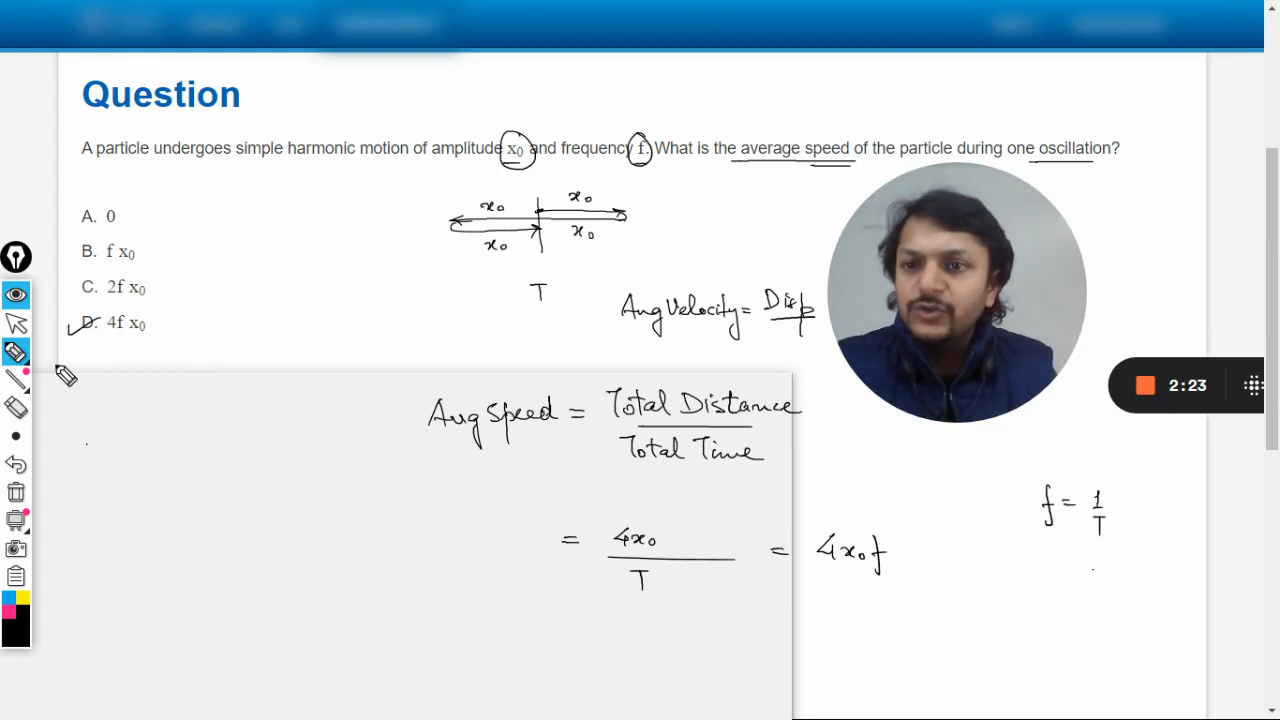 Question
A particle undergoes simple harmonic motion of amplitude x₀ and frequency f. What is the average speed of the particle during one oscillation?
A. 0
B. f x₀
C. 2f x₀
D. 4f x₀
x₀ x₀
x₀ x₀
T
Avg Velocity = Disp
Avg Speed = Total Distance
Total Time
= 4x₀ = 4x₀f
T
f = 1
T
2:23